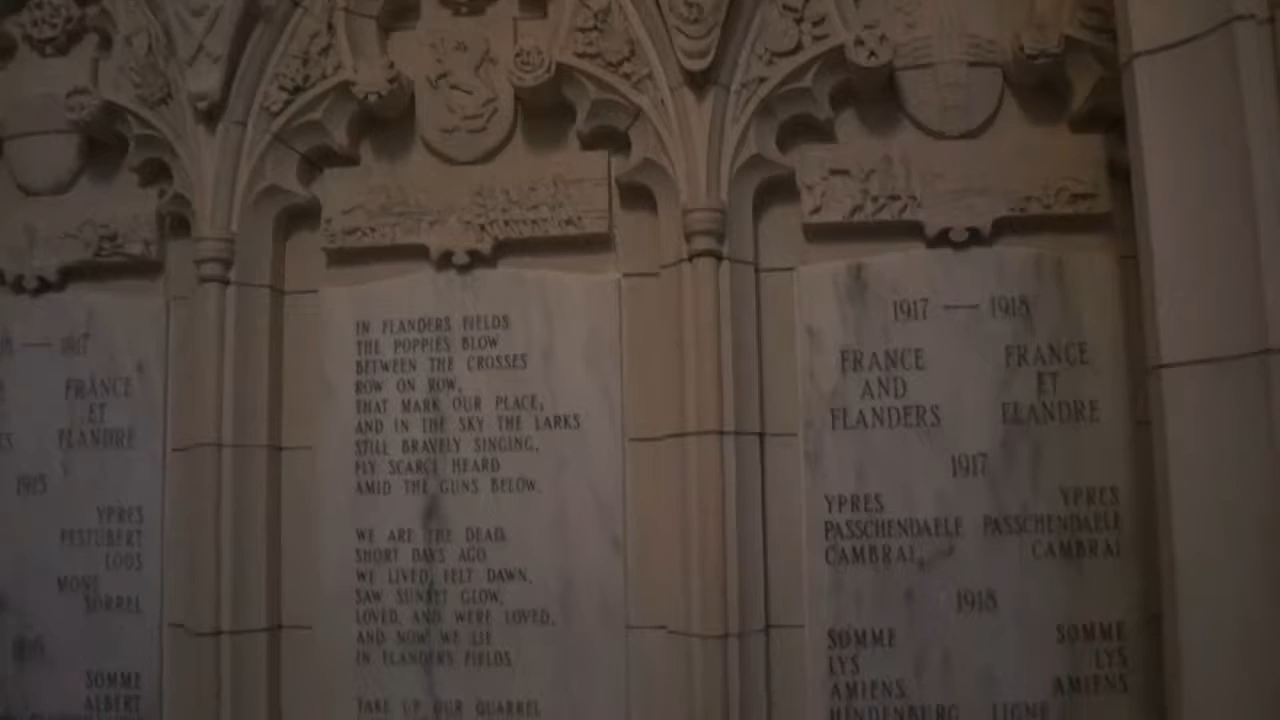 1917
FRANCE
ET
FLANDRE
1915
YPRES
FESTUBERT
LOOS
MONT
SORREL
SOMME
ALBERT
IN FLANDERS FIELDS
THE POPPIES BLOW
BETWEEN THE CROSSES
ROW ON ROW,
THAT MARK OUR PLACE,
AND IN THE SKY THE LARKS
STILL BRAVELY SINGING,
FLY SCARCE HEARD
AMID THE GUNS BELOW.
WE ARE THE DEAD.
SHORT DAYS AGO
WE LIVED, FELT DAWN,
SAW SUNSET GLOW,
LOVED, AND WERE LOVED,
AND NOW WE LIE
IN FLANDERS FIELDS.
TAKE UP OUR QUARREL
1917 — 1918
FRANCE FRANCE
AND ET
FLANDERS FLANDRE
1917
YPRES YPRES
PASSCHENDAELE PASSCHENDAELE
CAMBRAI CAMBRAI
1918
SOMME SOMME
LYS LYS
AMIENS AMIENS
HINDENBURG LIGNE